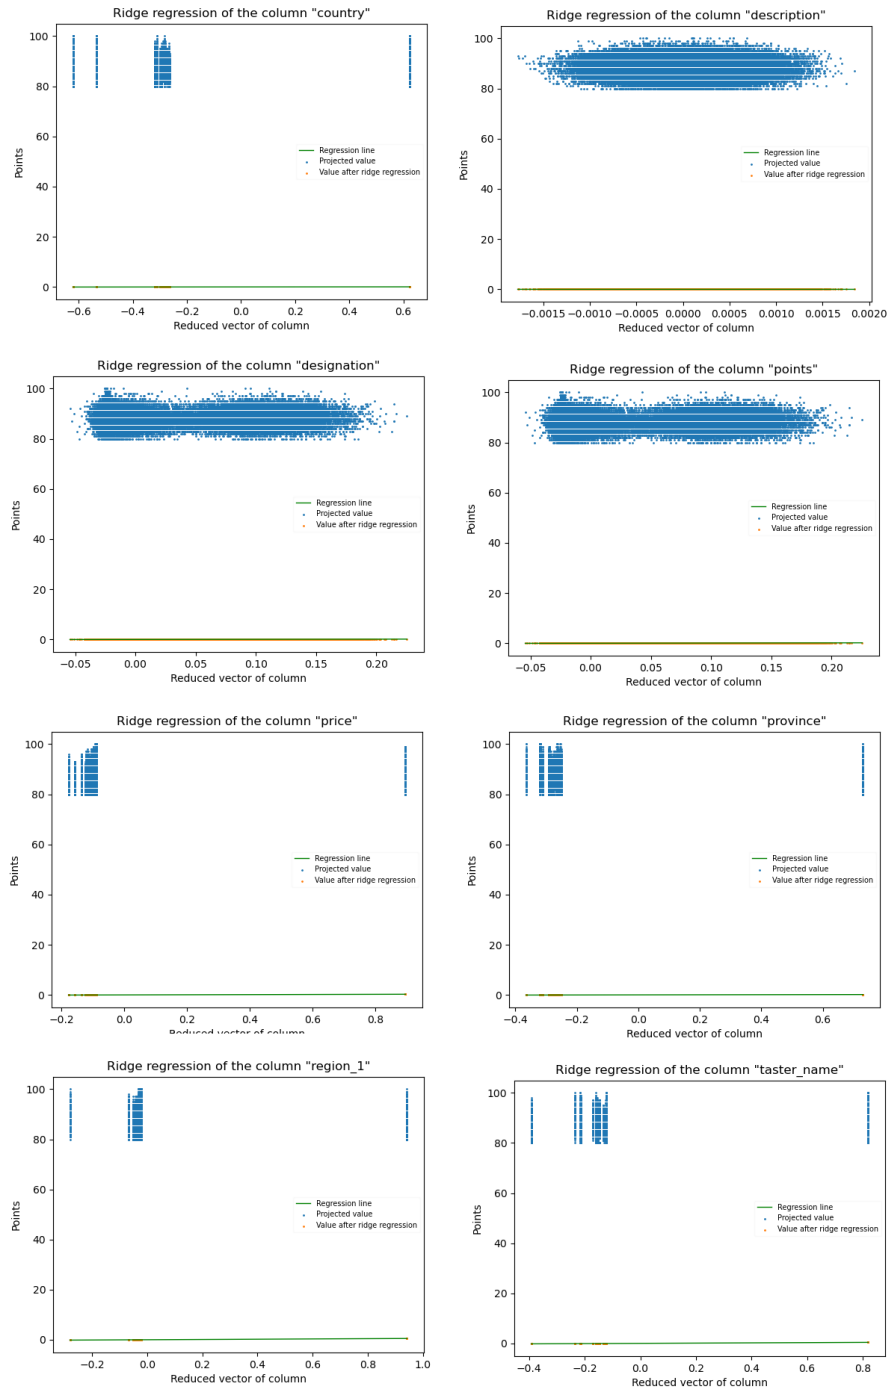 Ridge regression of the column "country"
100
80
60
40
20
0
Points
Regression line
Projected value
Value after ridge regression
−0.6 −0.4 −0.2 0.0 0.2 0.4 0.6
Reduced vector of column
Ridge regression of the column "description"
100
80
60
40
20
0
Points
Regression line
Projected value
Value after ridge regression
−0.0015 −0.0010 −0.0005 0.0000 0.0005 0.0010 0.0015 0.0020
Reduced vector of column
Ridge regression of the column "designation"
100
80
60
40
20
0
Points
Regression line
Projected value
Value after ridge regression
−0.05 0.00 0.05 0.10 0.15 0.20
Reduced vector of column
Ridge regression of the column "points"
100
80
60
40
20
0
Points
Regression line
Projected value
Value after ridge regression
−0.05 0.00 0.05 0.10 0.15 0.20
Reduced vector of column
Ridge regression of the column "price"
100
80
60
40
20
0
Points
Regression line
Projected value
Value after ridge regression
−0.2 0.0 0.2 0.4 0.6 0.8
Reduced vector of column
Ridge regression of the column "province"
100
80
60
40
20
0
Points
Regression line
Projected value
Value after ridge regression
−0.4 −0.2 0.0 0.2 0.4 0.6
Reduced vector of column
Ridge regression of the column "region_1"
100
80
60
40
20
0
Points
Regression line
Projected value
Value after ridge regression
−0.2 0.0 0.2 0.4 0.6 0.8 1.0
Reduced vector of column
Ridge regression of the column "taster_name"
100
80
60
40
20
0
Points
Regression line
Projected value
Value after ridge regression
−0.4 −0.2 0.0 0.2 0.4 0.6 0.8
Reduced vector of column